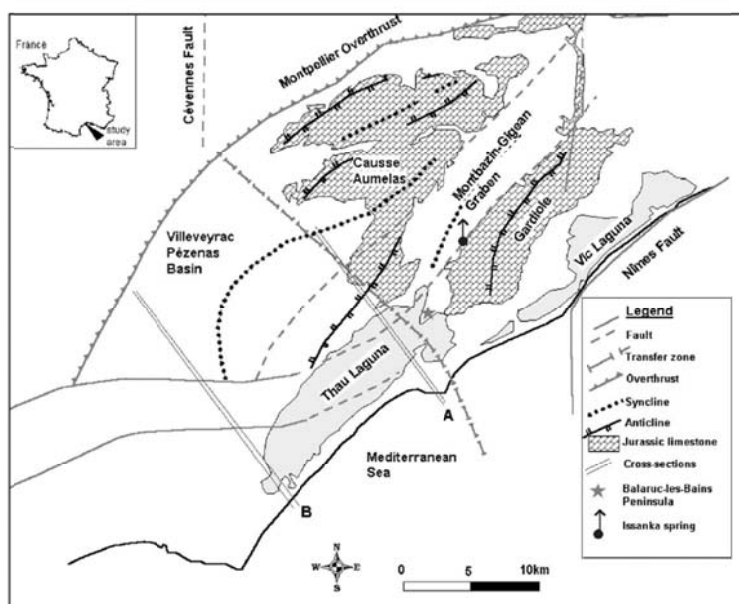 France
study
area
Cévennes Fault
Montpellier Overthrust
Causse
Aumelas
Montbazin-Gigean
Graben
Gardiole
Villeveyrac
Pézenas
Basin
Vic Laguna
Nîmes Fault
Thau Laguna
A
Mediterranean
Sea
B
Legend
Fault
Transfer zone
Overthrust
Syncline
Anticline
Jurassic limestone
Cross-sections
Balaruc-les-Bains
Peninsula
Issanka spring
N
W E
S
0 5 10km